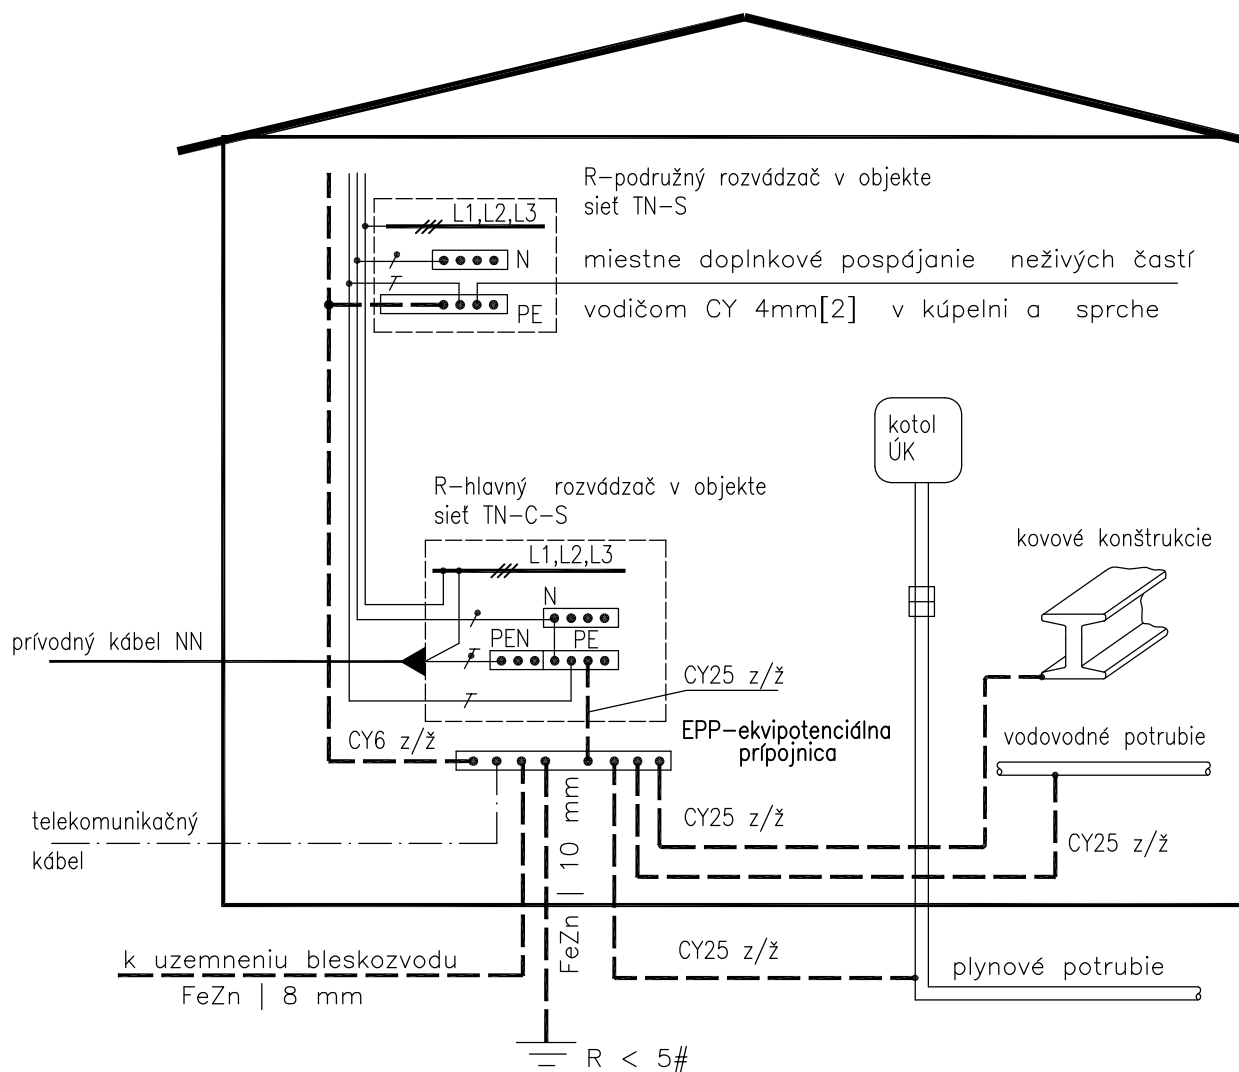 R-podružný rozvádzač v objekte
sieť TN-S
L1,L2,L3
N
miestne doplnkové pospájanie neživých častí
PE
vodičom CY 4mm[2] v kúpelni a sprche
kotol
ÚK
R-hlavný rozvádzač v objekte
sieť TN-C-S
kovové konštrukcie
L1,L2,L3
N
prívodný kábel NN
PEN
PE
CY25 z/ž
CY6 z/ž
EPP-ekvipotenciálna
prípojnica
vodovodné potrubie
telekomunikačný
kábel
CY25 z/ž
CY25 z/ž
FeZn | 10 mm
k uzemneniu bleskozvodu
FeZn | 8 mm
CY25 z/ž
plynové potrubie
R < 5#